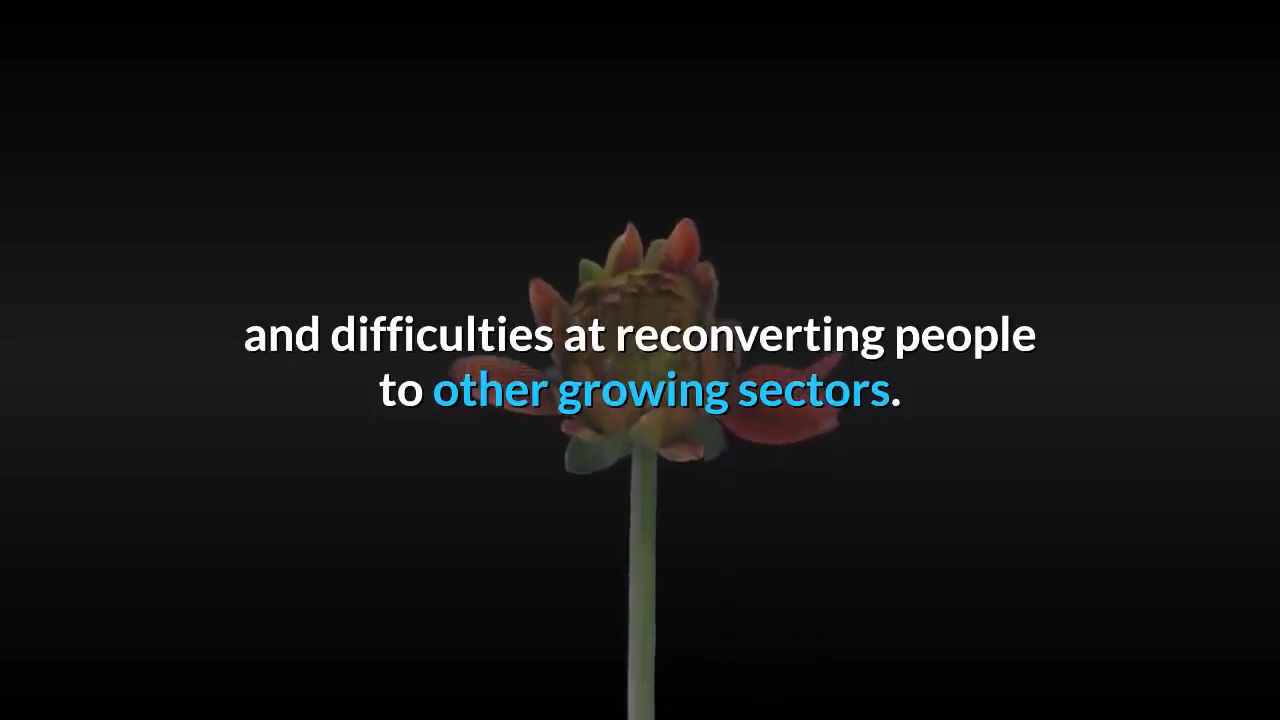 and difficulties at reconverting people
to other growing sectors.